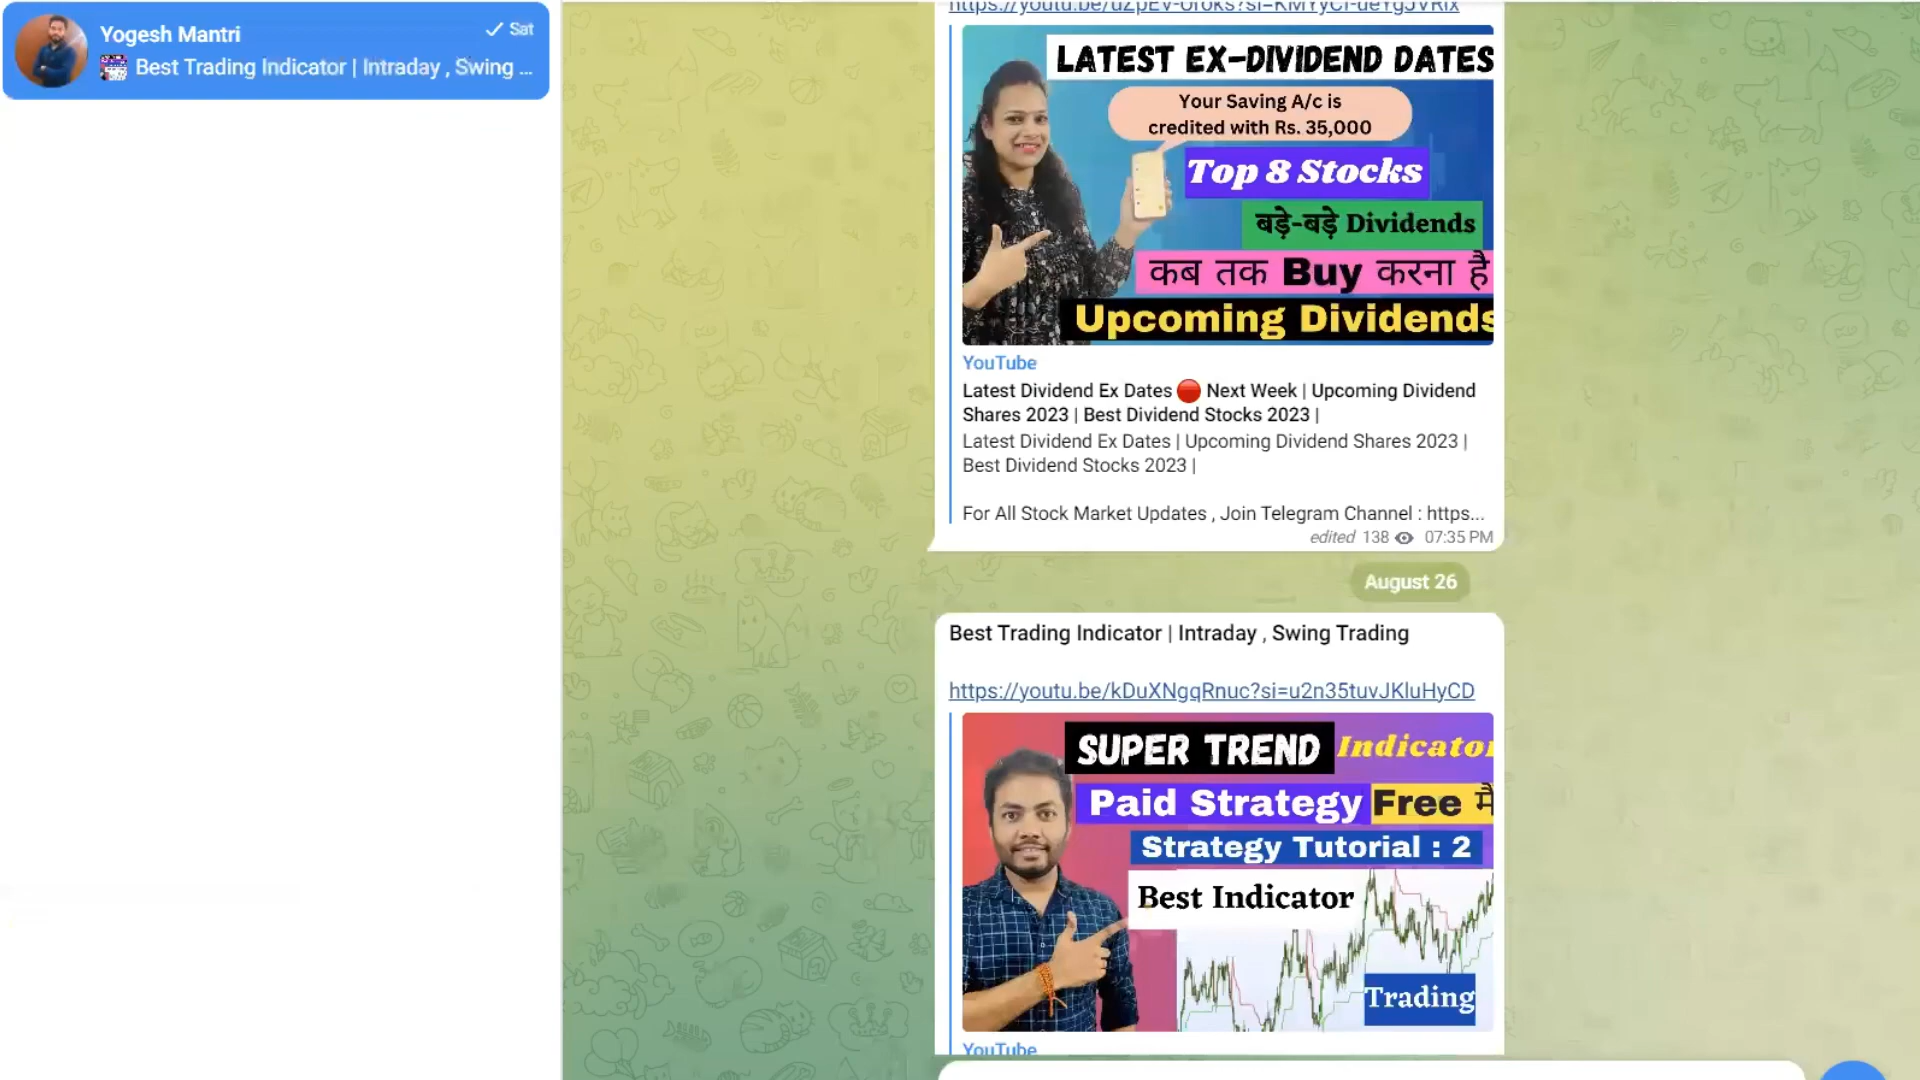 Yogesh Mantri
Sat
Best Trading Indicator | Intraday , Swing ...
LATEST EX-DIVIDEND DATES
Your Saving A/c is
credited with Rs. 35,000
Top 8 Stocks
बड़े-बड़े Dividends
कब तक Buy करना है
Upcoming Dividends
YouTube
Latest Dividend Ex Dates 🔴 Next Week | Upcoming Dividend
Shares 2023 | Best Dividend Stocks 2023 |
Latest Dividend Ex Dates | Upcoming Dividend Shares 2023 |
Best Dividend Stocks 2023 |
For All Stock Market Updates , Join Telegram Channel : https...
edited 138 07:35 PM
August 26
Best Trading Indicator | Intraday , Swing Trading
https://youtu.be/kDuXNgqRnuc?si=u2n35tuvJKluHyCD
SUPER TREND Indicator
Paid Strategy Free में
Strategy Tutorial : 2
Best Indicator
Trading
YouTube